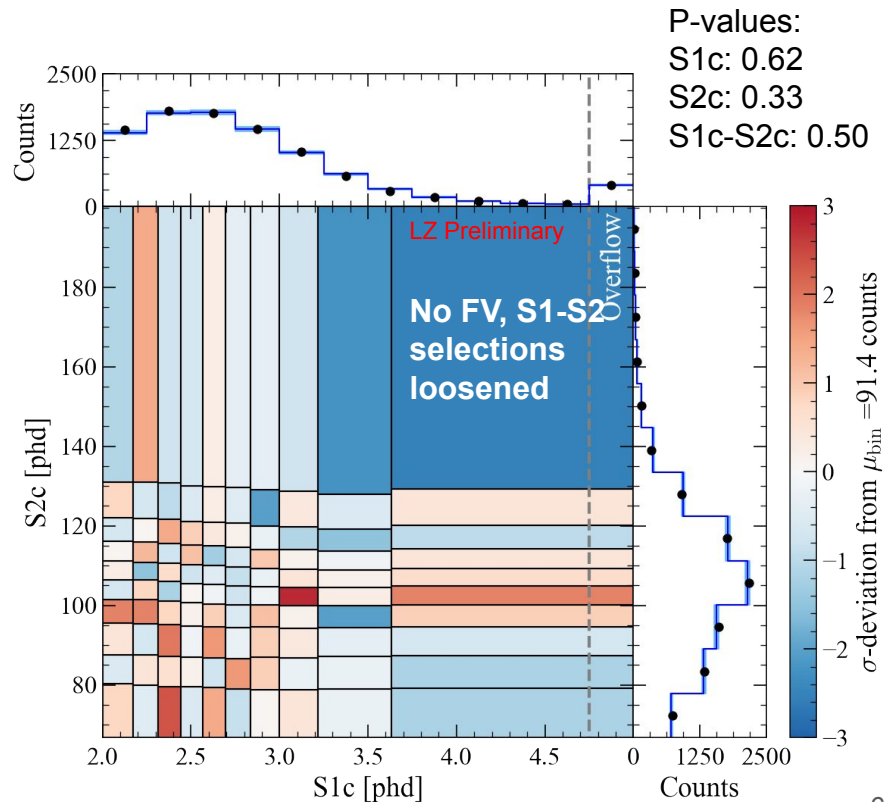 P-values:
S1c: 0.62
S2c: 0.33
S1c-S2c: 0.50
2500
1250
0
Counts
LZ Preliminary
Overflow
No FV, S1-S2
selections
loosened
180
160
140
120
100
80
S2c [phd]
2.0 2.5 3.0 3.5 4.0 4.5
S1c [phd]
0 1250 2500
Counts
3
2
1
0
−1
−2
−3
σ-deviation from μbin =91.4 counts